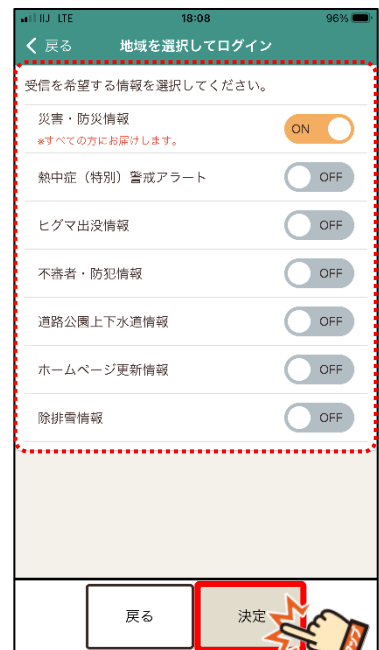 IIJ LTE 18:08 96%
戻る 地域を選択してログイン
受信を希望する情報を選択してください。
災害・防災情報 ON
*すべての方にお届けします。
熱中症（特別）警戒アラート OFF
ヒグマ出没情報 OFF
不審者・防犯情報 OFF
道路公園上下水道情報 OFF
ホームページ更新情報 OFF
除排雪情報 OFF
戻る 決定